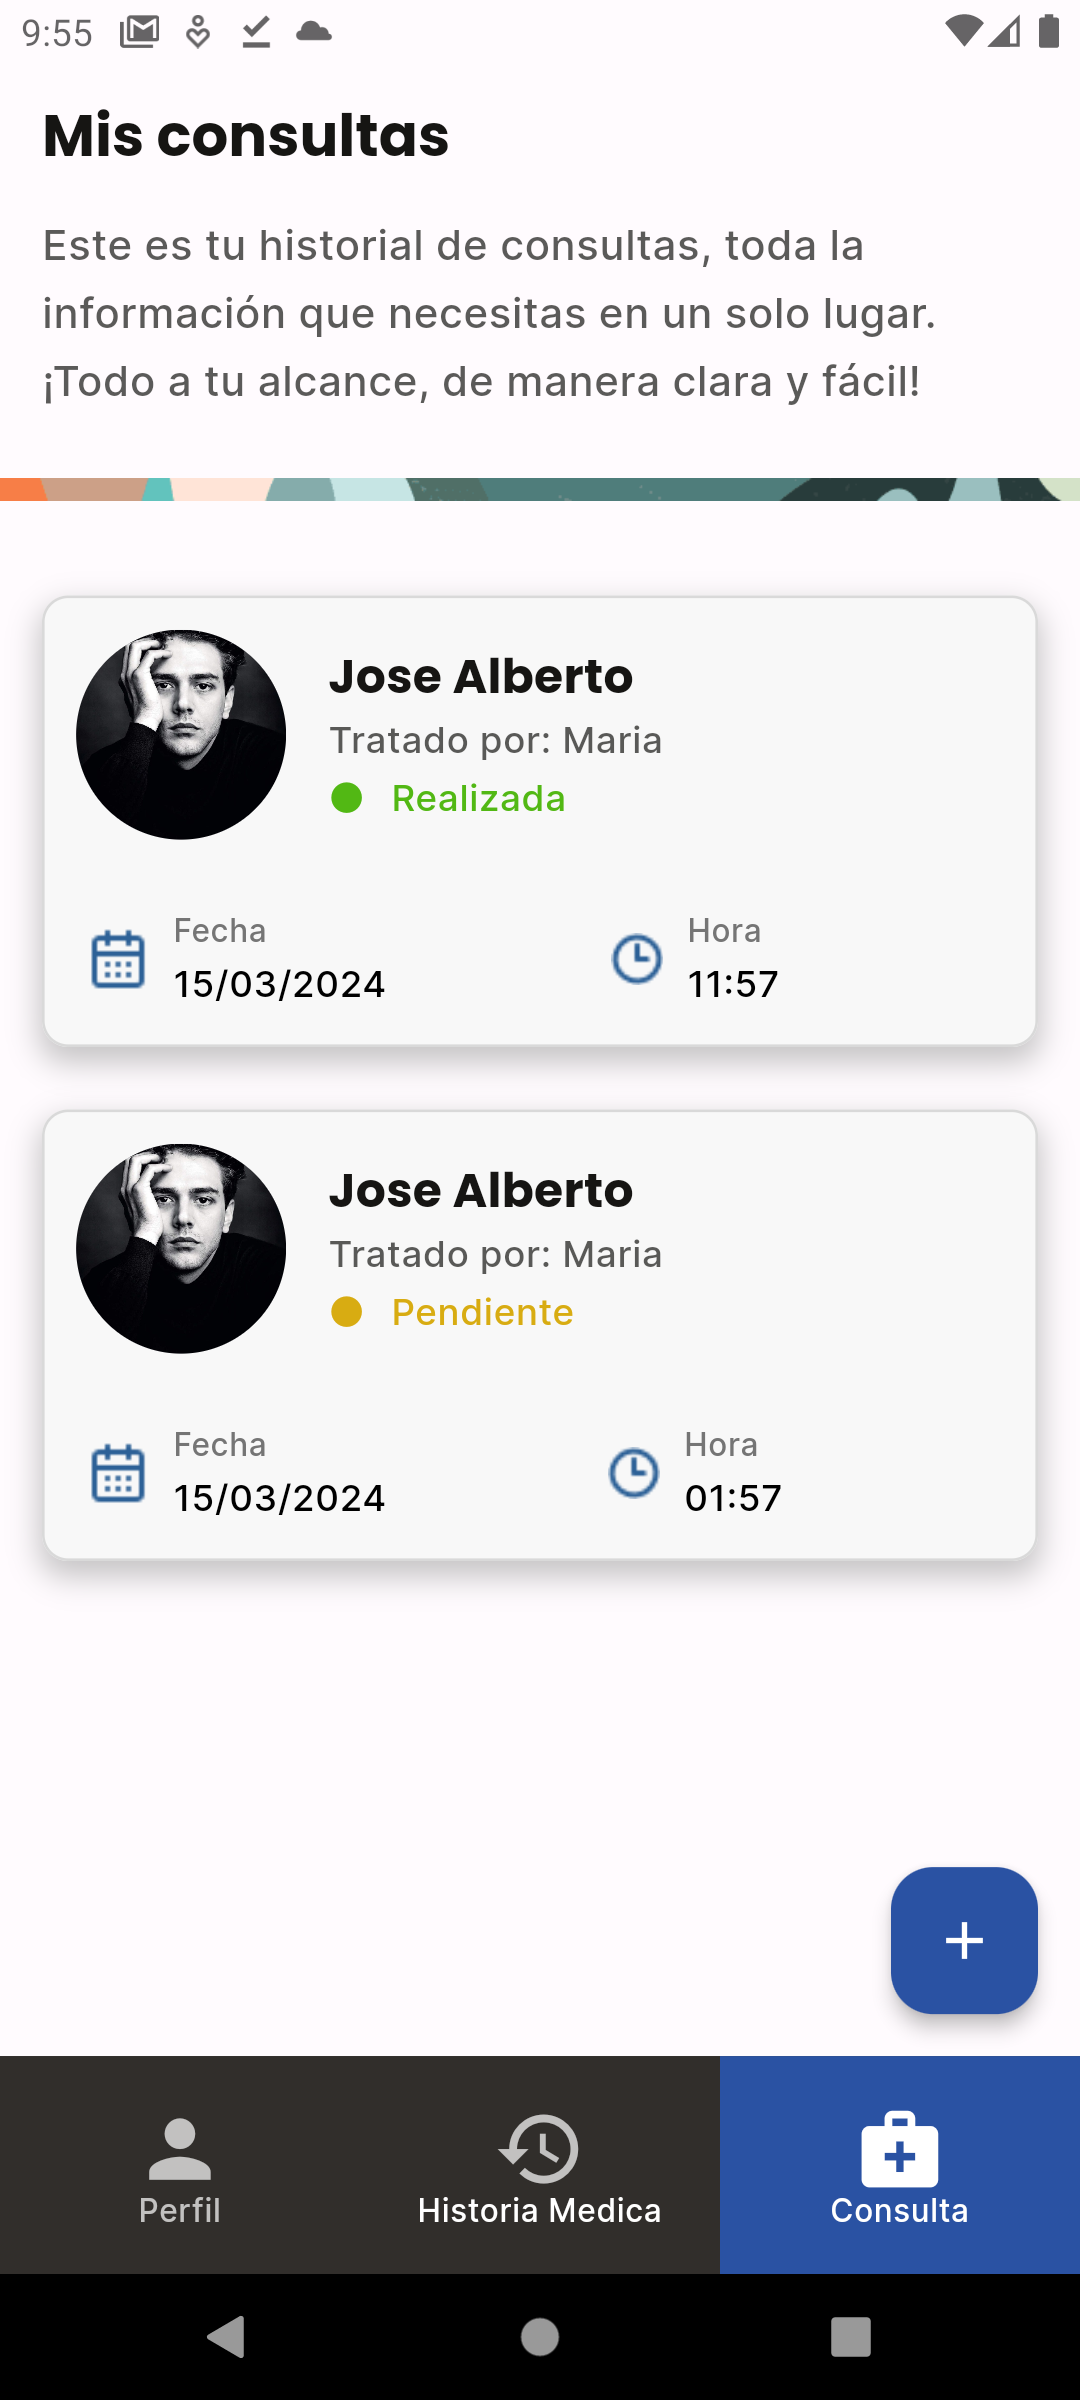 9:55
Mis consultas
Este es tu historial de consultas, toda la
información que necesitas en un solo lugar.
¡Todo a tu alcance, de manera clara y fácil!
Jose Alberto
Tratado por: Maria
Realizada
Fecha
15/03/2024
Hora
11:57
Jose Alberto
Tratado por: Maria
Pendiente
Fecha
15/03/2024
Hora
01:57
Perfil
Historia Medica
Consulta